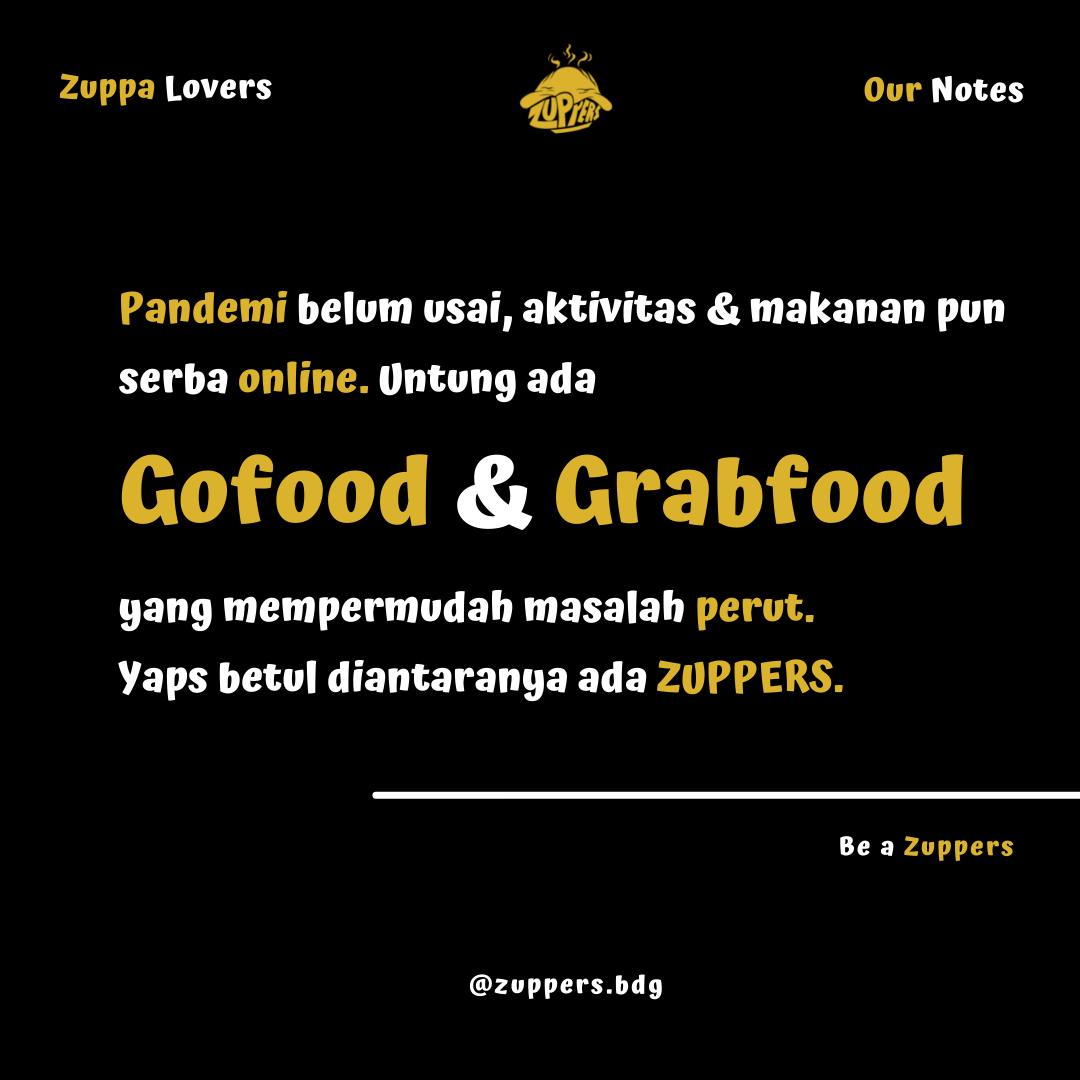 Zuppa Lovers
ZUPPERS
Our Notes
Pandemi belum usai, aktivitas & makanan pun
serba online. Untung ada
Gofood & Grabfood
yang mempermudah masalah perut.
Yaps betul diantaranya ada ZUPPERS.
Be a Zuppers
@zuppers.bdg